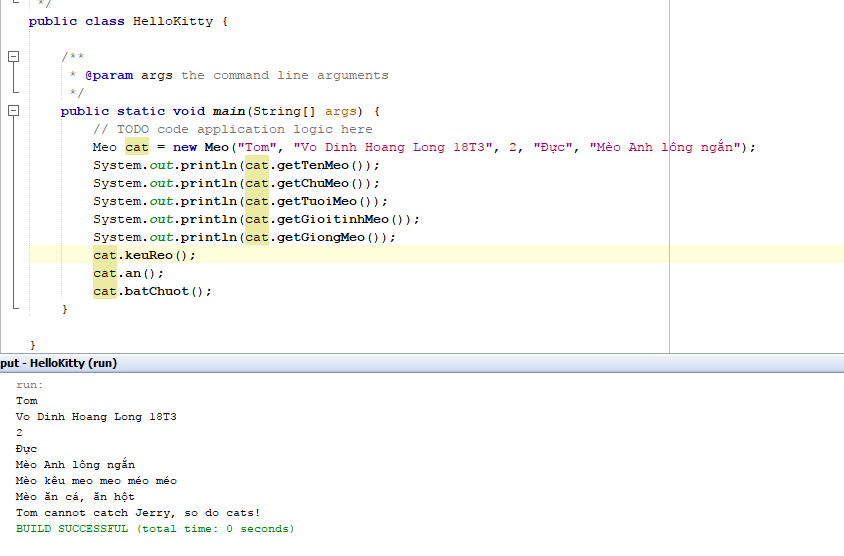 */
public class HelloKitty {
/**
* @param args the command line arguments
*/
public static void main(String[] args) {
// TODO code application logic here
Meo cat = new Meo("Tom", "Vo Dinh Hoang Long 18T3", 2, "Đực", "Mèo Anh lông ngắn");
System.out.println(cat.getTenMeo());
System.out.println(cat.getChuMeo());
System.out.println(cat.getTuoiMeo());
System.out.println(cat.getGioitinhMeo());
System.out.println(cat.getGiongMeo());
cat.keuReo();
cat.an();
cat.batChuot();
}
}
put - HelloKitty (run)
run:
Tom
Vo Dinh Hoang Long 18T3
2
Đực
Mèo Anh lông ngắn
Mèo kêu meo meo méo méo
Mèo ăn cá, ăn hột
Tom cannot catch Jerry, so do cats!
BUILD SUCCESSFUL (total time: 0 seconds)